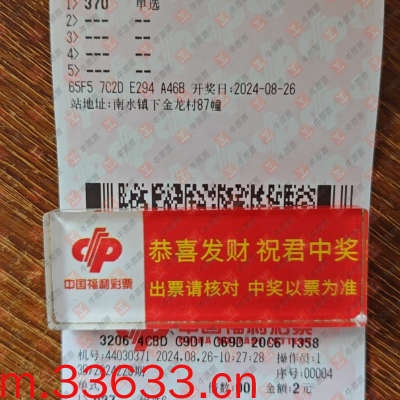 1> 370 单选
2> --- ---
3> --- ---
4> --- ---
5> --- ---
65F5 7C2D E294 A46B 开奖日:2024-08-26
站地址:南水镇下金龙村87幢
中国福利彩票
恭喜发财 祝君中奖
出票请核对 中奖以票为准
3206 4CBD C9D1 C69D 20C6 1358
机号:44030371 2024.08.26-10:27:28 操作员:1
序号:00004
金额:2元
m.33633.cn